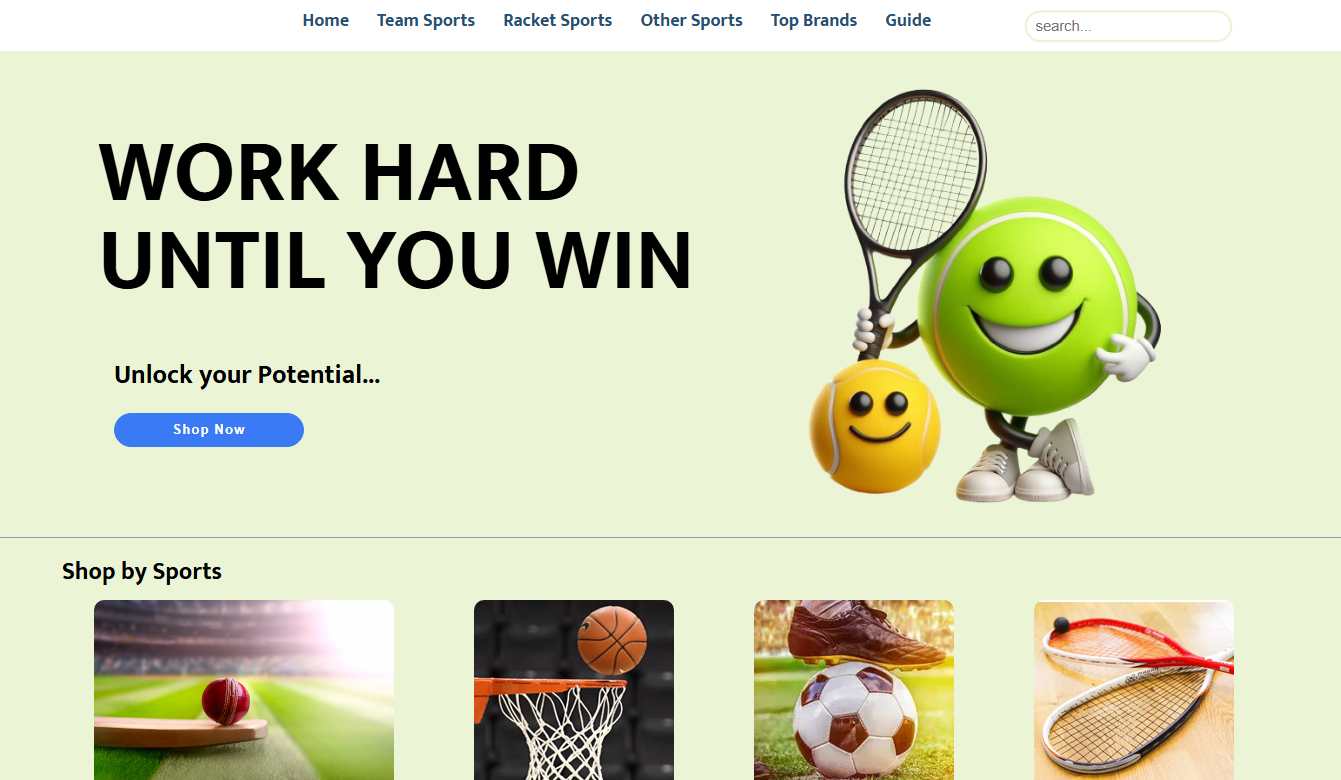 Home Team Sports Racket Sports Other Sports Top Brands Guide search...
WORK HARD
UNTIL YOU WIN
Unlock your Potential...
Shop Now
Shop by Sports